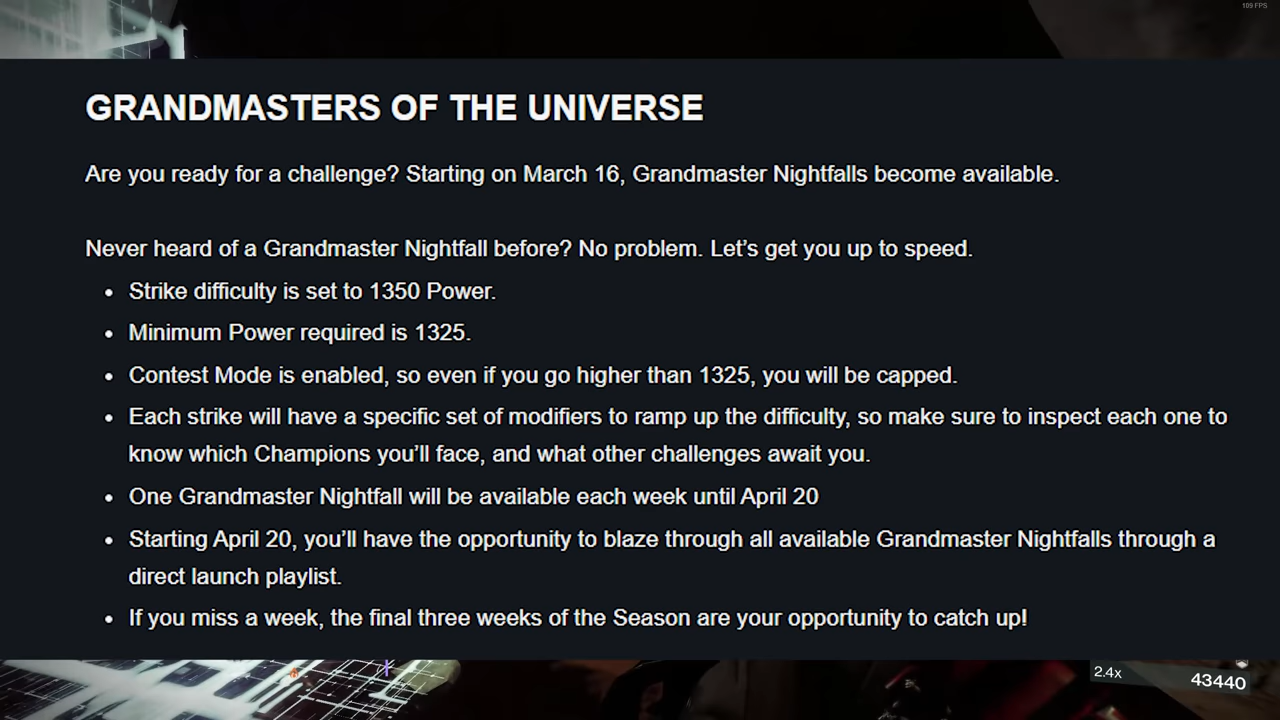 109 FPS
GRANDMASTERS OF THE UNIVERSE
Are you ready for a challenge? Starting on March 16, Grandmaster Nightfalls become available.
Never heard of a Grandmaster Nightfall before? No problem. Let’s get you up to speed.
• Strike difficulty is set to 1350 Power.
• Minimum Power required is 1325.
• Contest Mode is enabled, so even if you go higher than 1325, you will be capped.
• Each strike will have a specific set of modifiers to ramp up the difficulty, so make sure to inspect each one to
know which Champions you’ll face, and what other challenges await you.
• One Grandmaster Nightfall will be available each week until April 20
• Starting April 20, you’ll have the opportunity to blaze through all available Grandmaster Nightfalls through a
direct launch playlist.
• If you miss a week, the final three weeks of the Season are your opportunity to catch up!
2.4x
43440